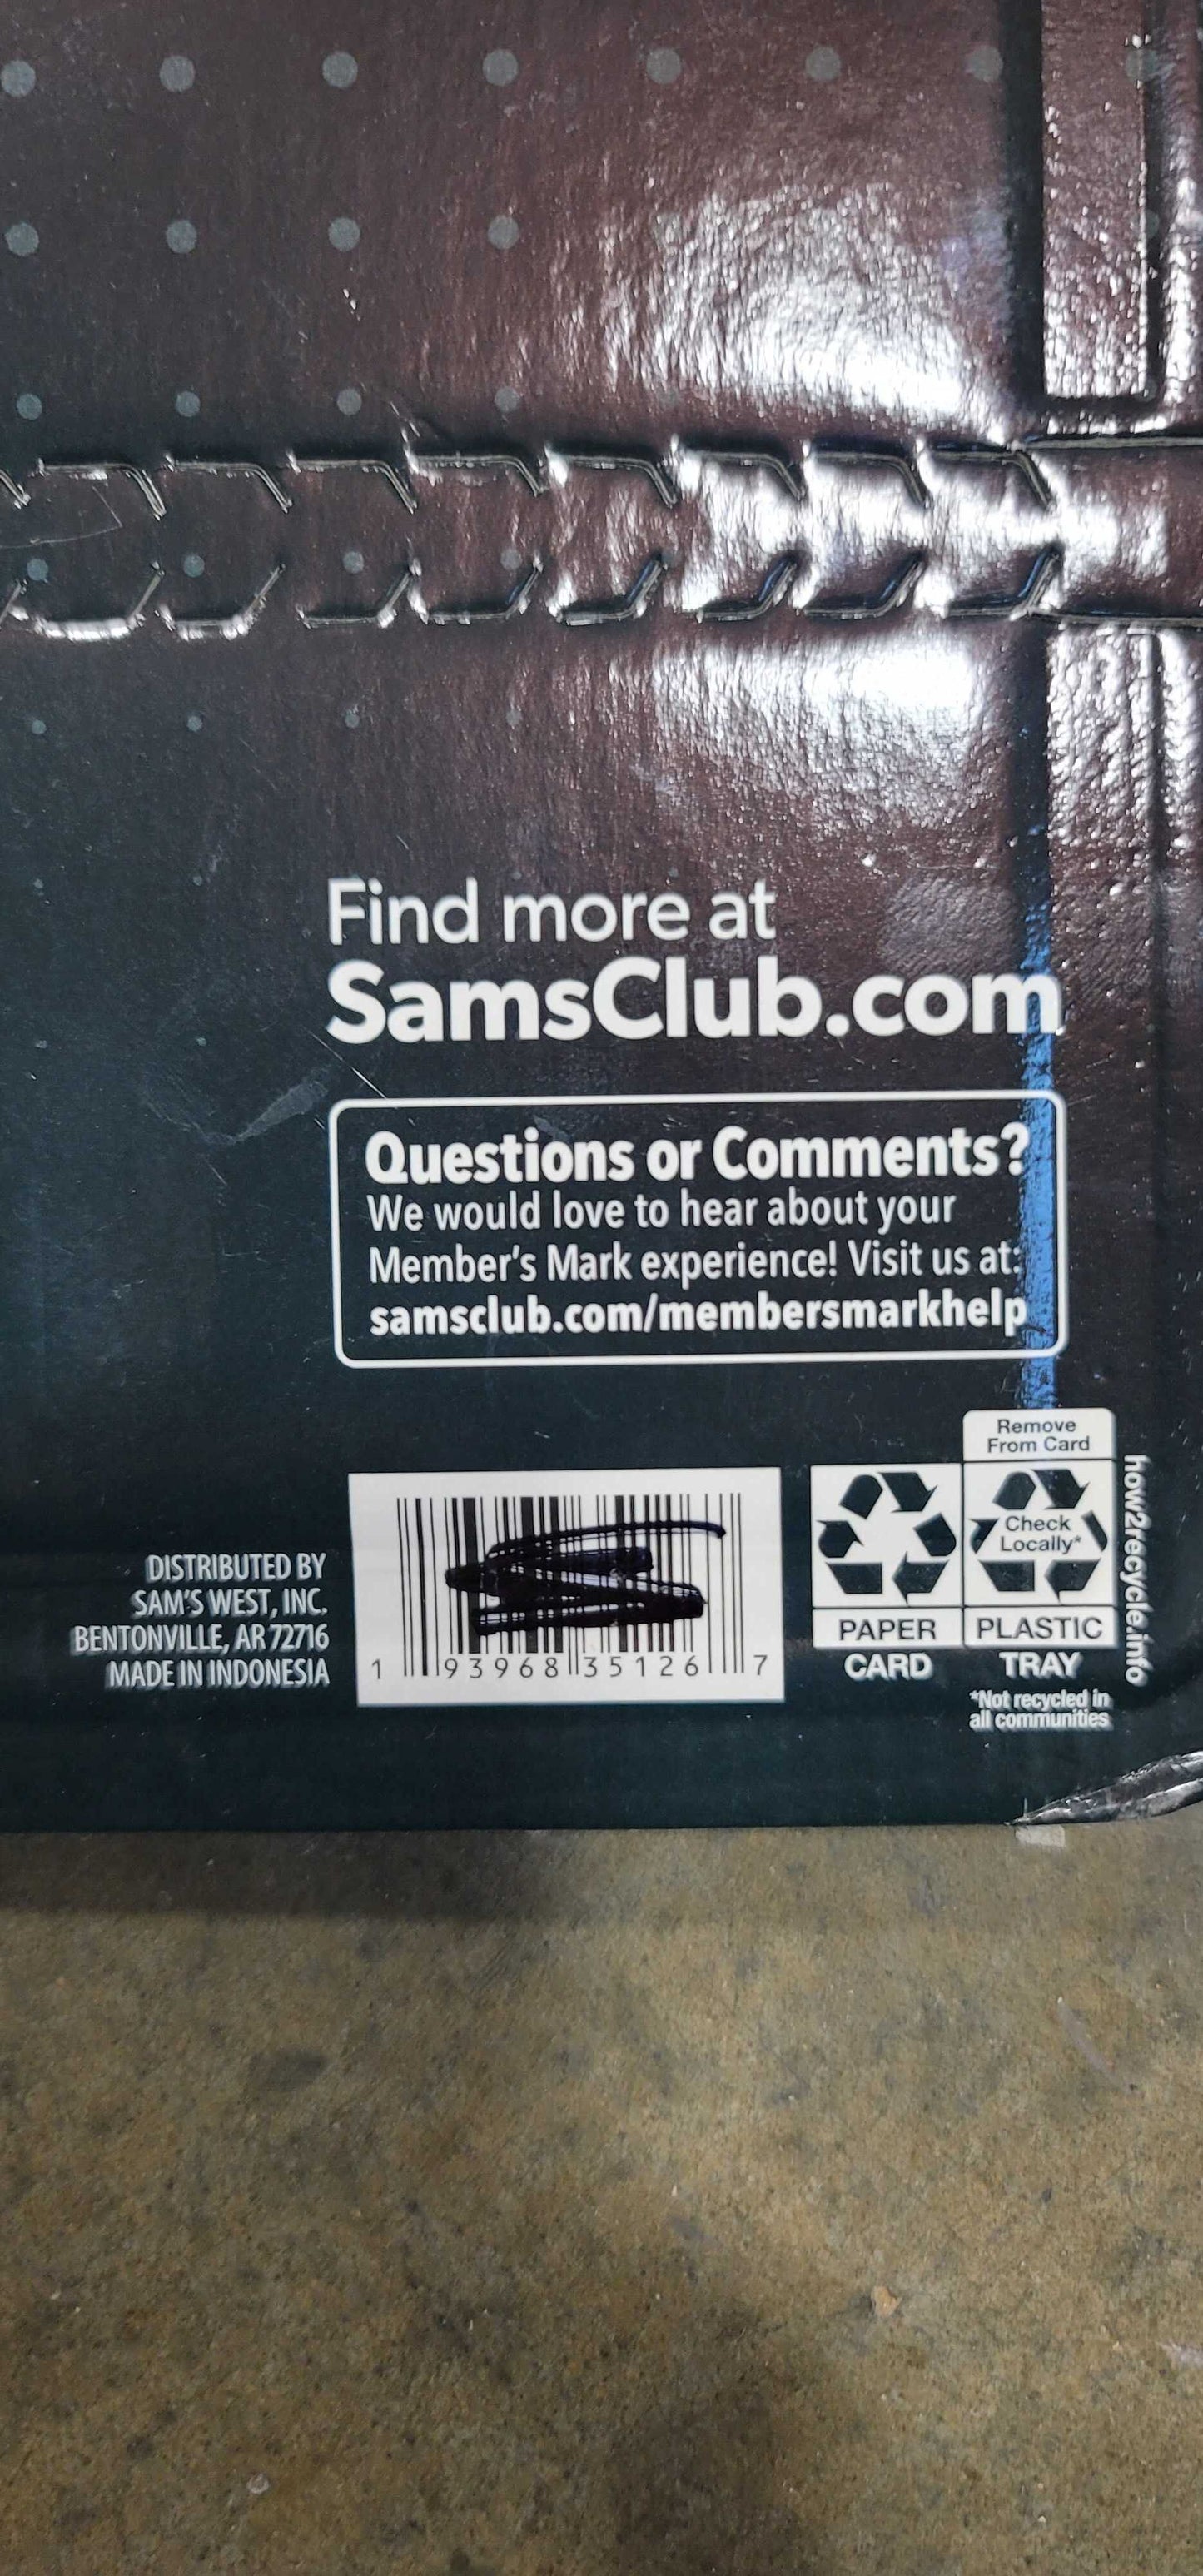 Find more at
SamsClub.com
Questions or Comments?
We would love to hear about your
Member's Mark experience! Visit us at:
samsclub.com/membersmarkhelp
DISTRIBUTED BY
SAM'S WEST, INC.
BENTONVILLE, AR 72716
MADE IN INDONESIA
1 93968 35126 7
PAPER
CARD
Remove
From Card
Check
Locally*
PLASTIC
TRAY
*Not recycled in
all communities
how2recycle.info